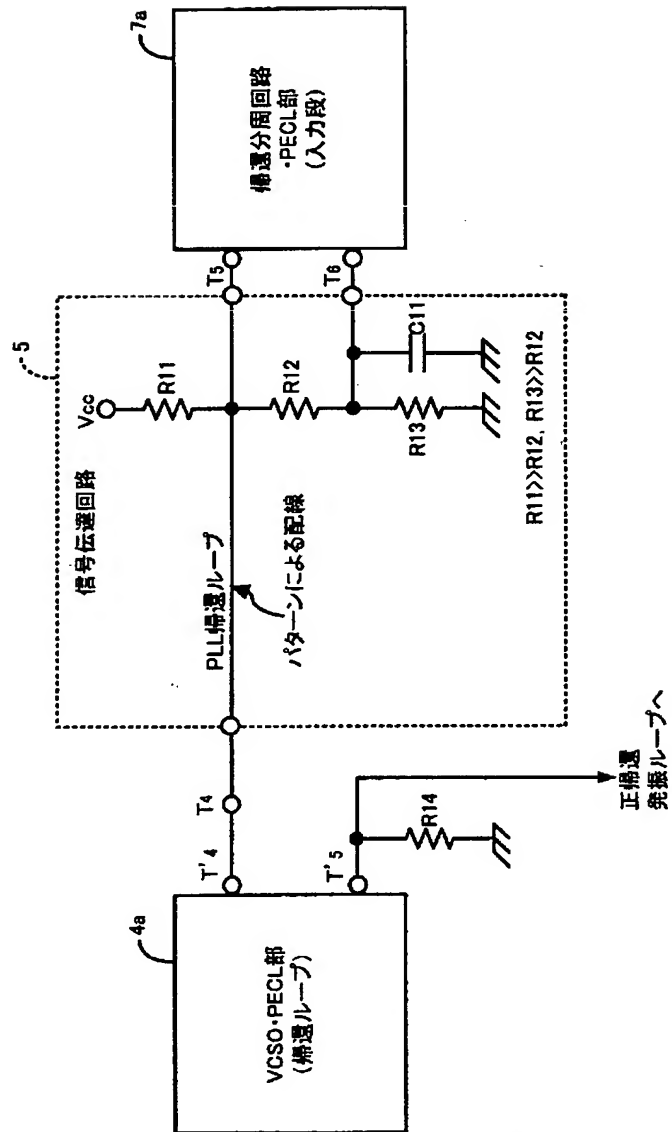 4a
VCSO・PECL部
(帰還ループ)
T'4
T4
T'5
R14
正帰還
発振ループへ
5
信号伝達回路
Vcc
R11
PLL帰還ループ
パターンによる配線
R12
R13
C11
R11>>R12, R13>>R12
T5
T6
7a
帰還分周回路
・PECL部
(入力段)